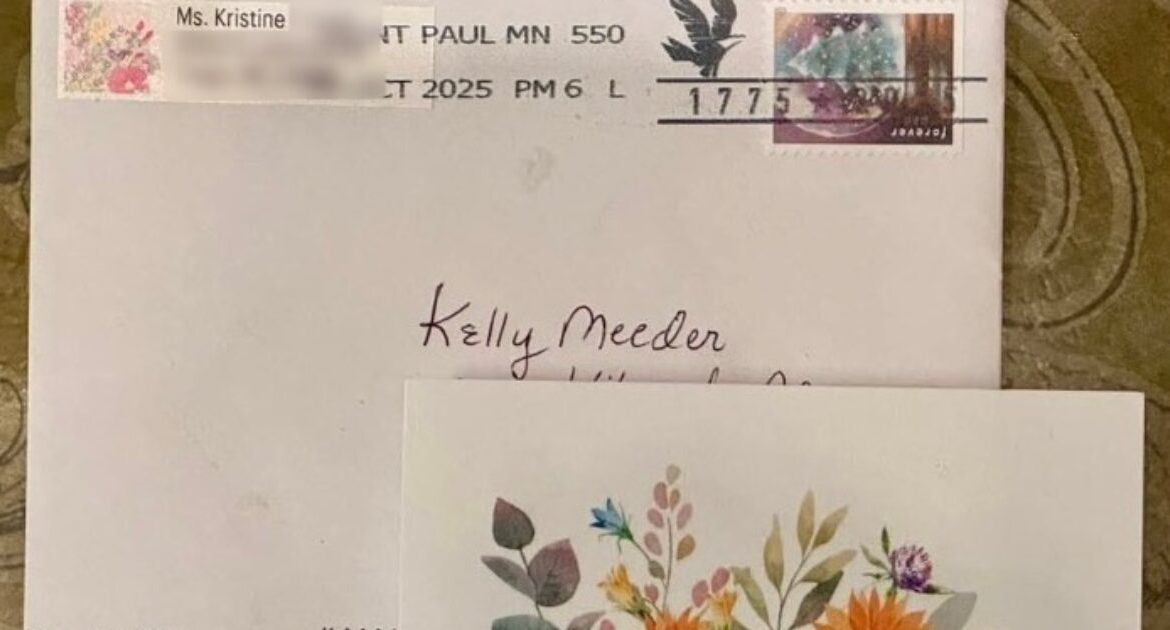 Ms. Kristine
NT PAUL MN 550
CT 2025 PM 6 L
1775
forever
Kelly Meeder